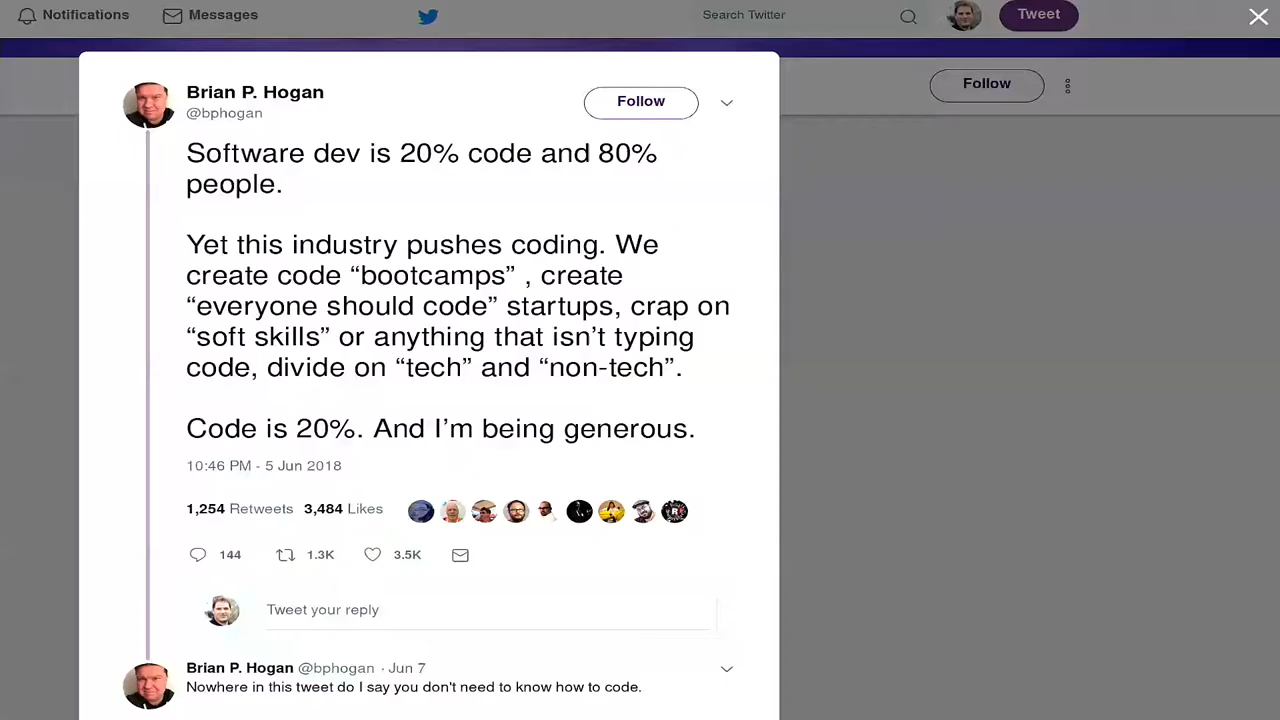 Notifications
Messages
Search Twitter
Tweet
Follow
Brian P. Hogan
@bphogan
Follow
Software dev is 20% code and 80%
people.
Yet this industry pushes coding. We
create code “bootcamps” , create
“everyone should code” startups, crap on
“soft skills” or anything that isn’t typing
code, divide on “tech” and “non-tech”.
Code is 20%. And I’m being generous.
10:46 PM - 5 Jun 2018
1,254 Retweets 3,484 Likes
144 1.3K 3.5K
Tweet your reply
Brian P. Hogan @bphogan · Jun 7
Nowhere in this tweet do I say you don't need to know how to code.